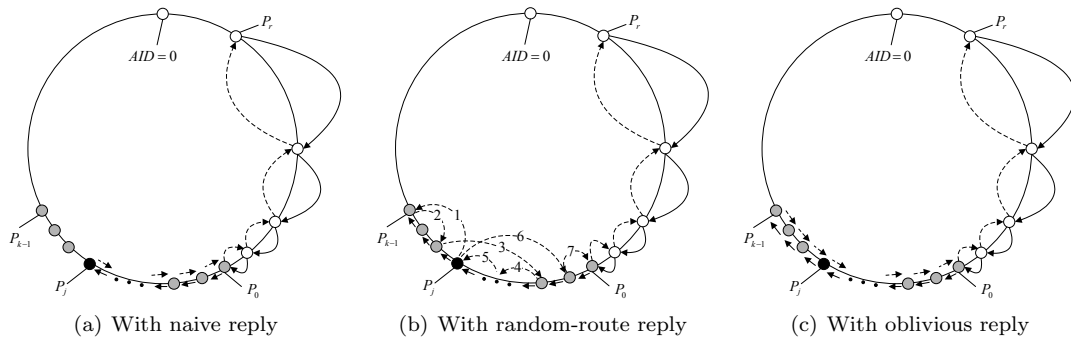 P_r
AID=0
P_{k-1}
P_j
P_0
(a) With naive reply
P_r
AID=0
2
1
3
6
5
4
7
P_{k-1}
P_j
P_0
(b) With random-route reply
P_r
AID=0
P_{k-1}
P_j
P_0
(c) With oblivious reply